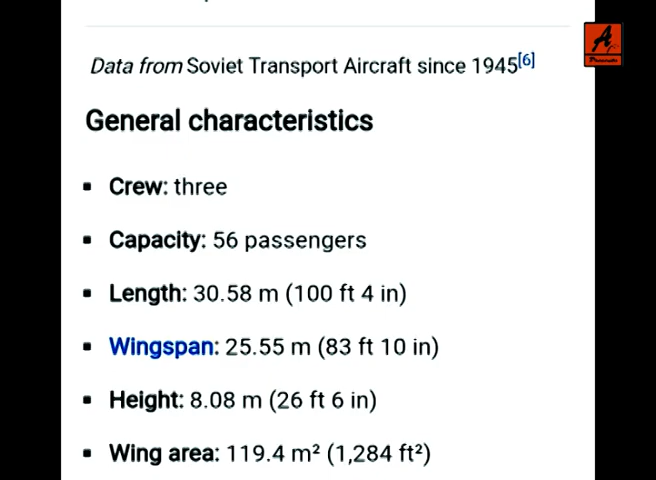 Data from Soviet Transport Aircraft since 1945[6]
General characteristics
▪ Crew: three
▪ Capacity: 56 passengers
▪ Length: 30.58 m (100 ft 4 in)
▪ Wingspan: 25.55 m (83 ft 10 in)
▪ Height: 8.08 m (26 ft 6 in)
▪ Wing area: 119.4 m² (1,284 ft²)